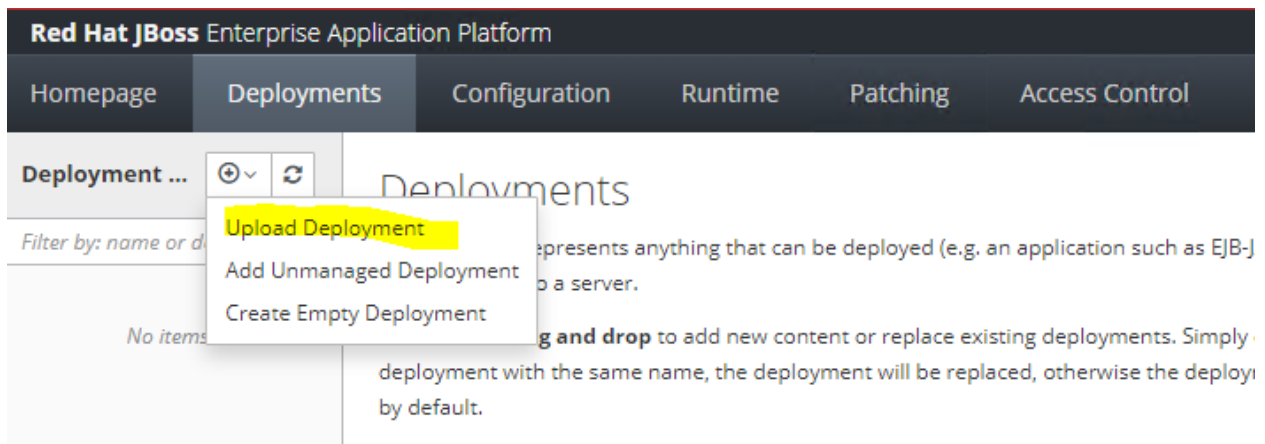 Red Hat JBoss Enterprise Application Platform
Homepage Deployments Configuration Runtime Patching Access Control
Deployment ...
Deployments
Upload Deployment
Add Unmanaged Deployment
Create Empty Deployment
Filter by: name or d
epresents anything that can be deployed (e.g. an application such as EJB-J
o a server.
No items
g and drop to add new content or replace existing deployments. Simply
deployment with the same name, the deployment will be replaced, otherwise the deploy
by default.